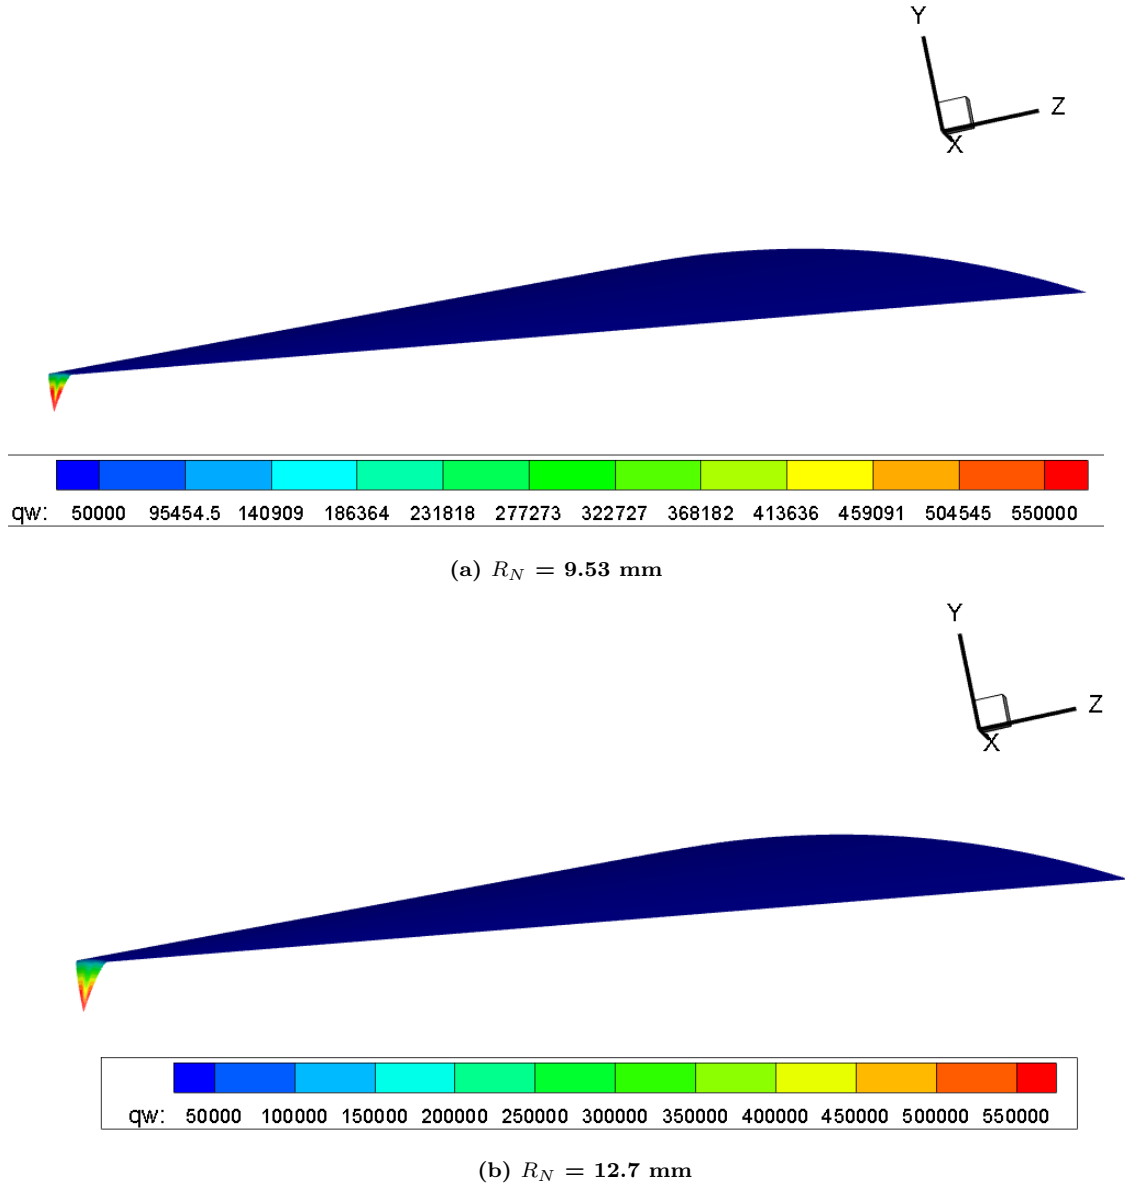 Y
Z
X
qw: 50000 95454.5 140909 186364 231818 277273 322727 368182 413636 459091 504545 550000
(a) R_N = 9.53 mm
Y
Z
X
qw: 50000 100000 150000 200000 250000 300000 350000 400000 450000 500000 550000
(b) R_N = 12.7 mm